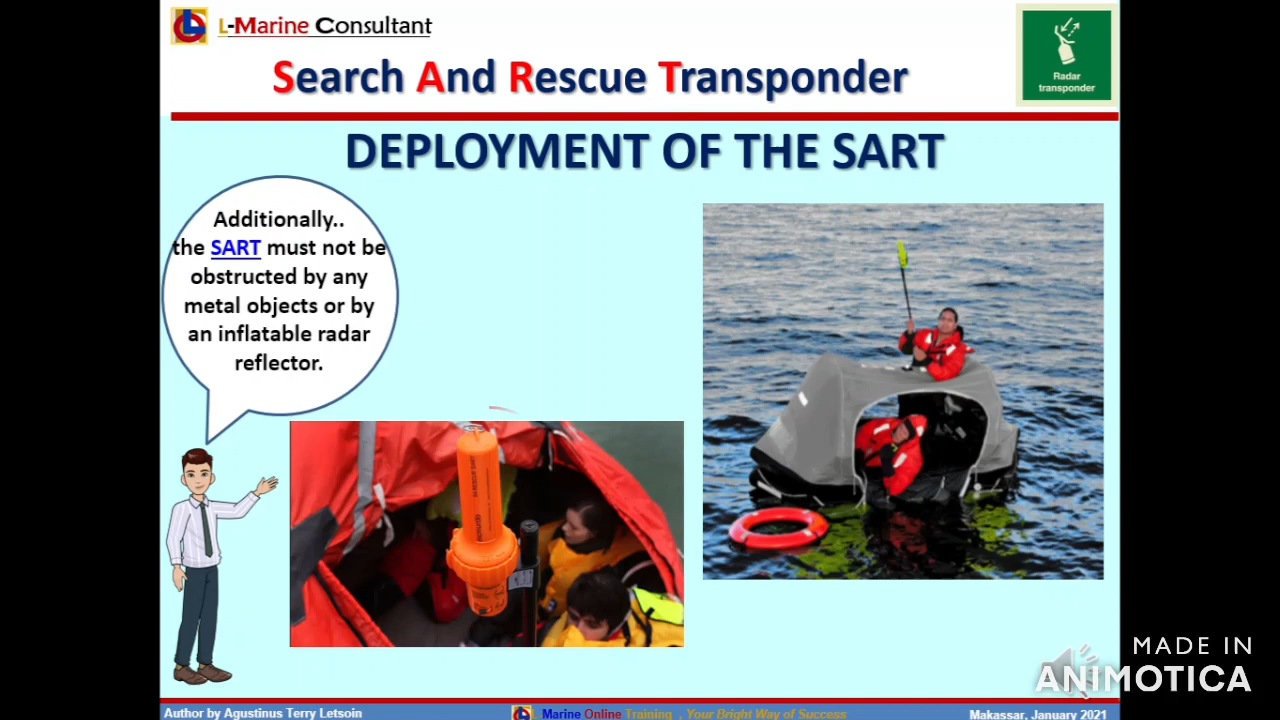 L-Marine Consultant
Search And Rescue Transponder
Radar
transponder
DEPLOYMENT OF THE SART
Additionally..
the SART must not be
obstructed by any
metal objects or by
an inflatable radar
reflector.
MADE IN
ANIMOTICA
Author by Agustinus Terry Letsoin
Marine Online Training , Your Bright Way of Success
Makassar, January 2021